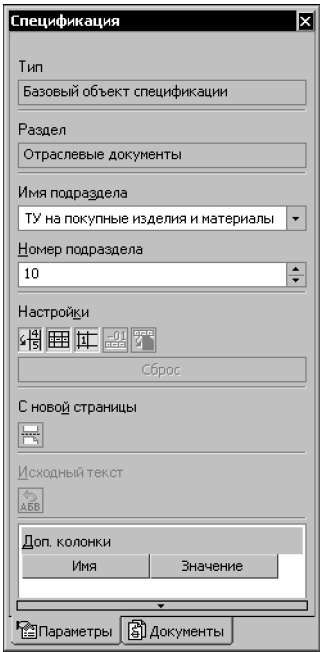 Спецификация
Тип
Базовый объект спецификации
Раздел
Отраслевые документы
Имя подраздела
ТУ на покупные изделия и материалы
Номер подраздела
10
Настройки
Сброс
С новой страницы
Исходный текст
АБВ
Доп. колонки
Имя Значение
Параметры Документы